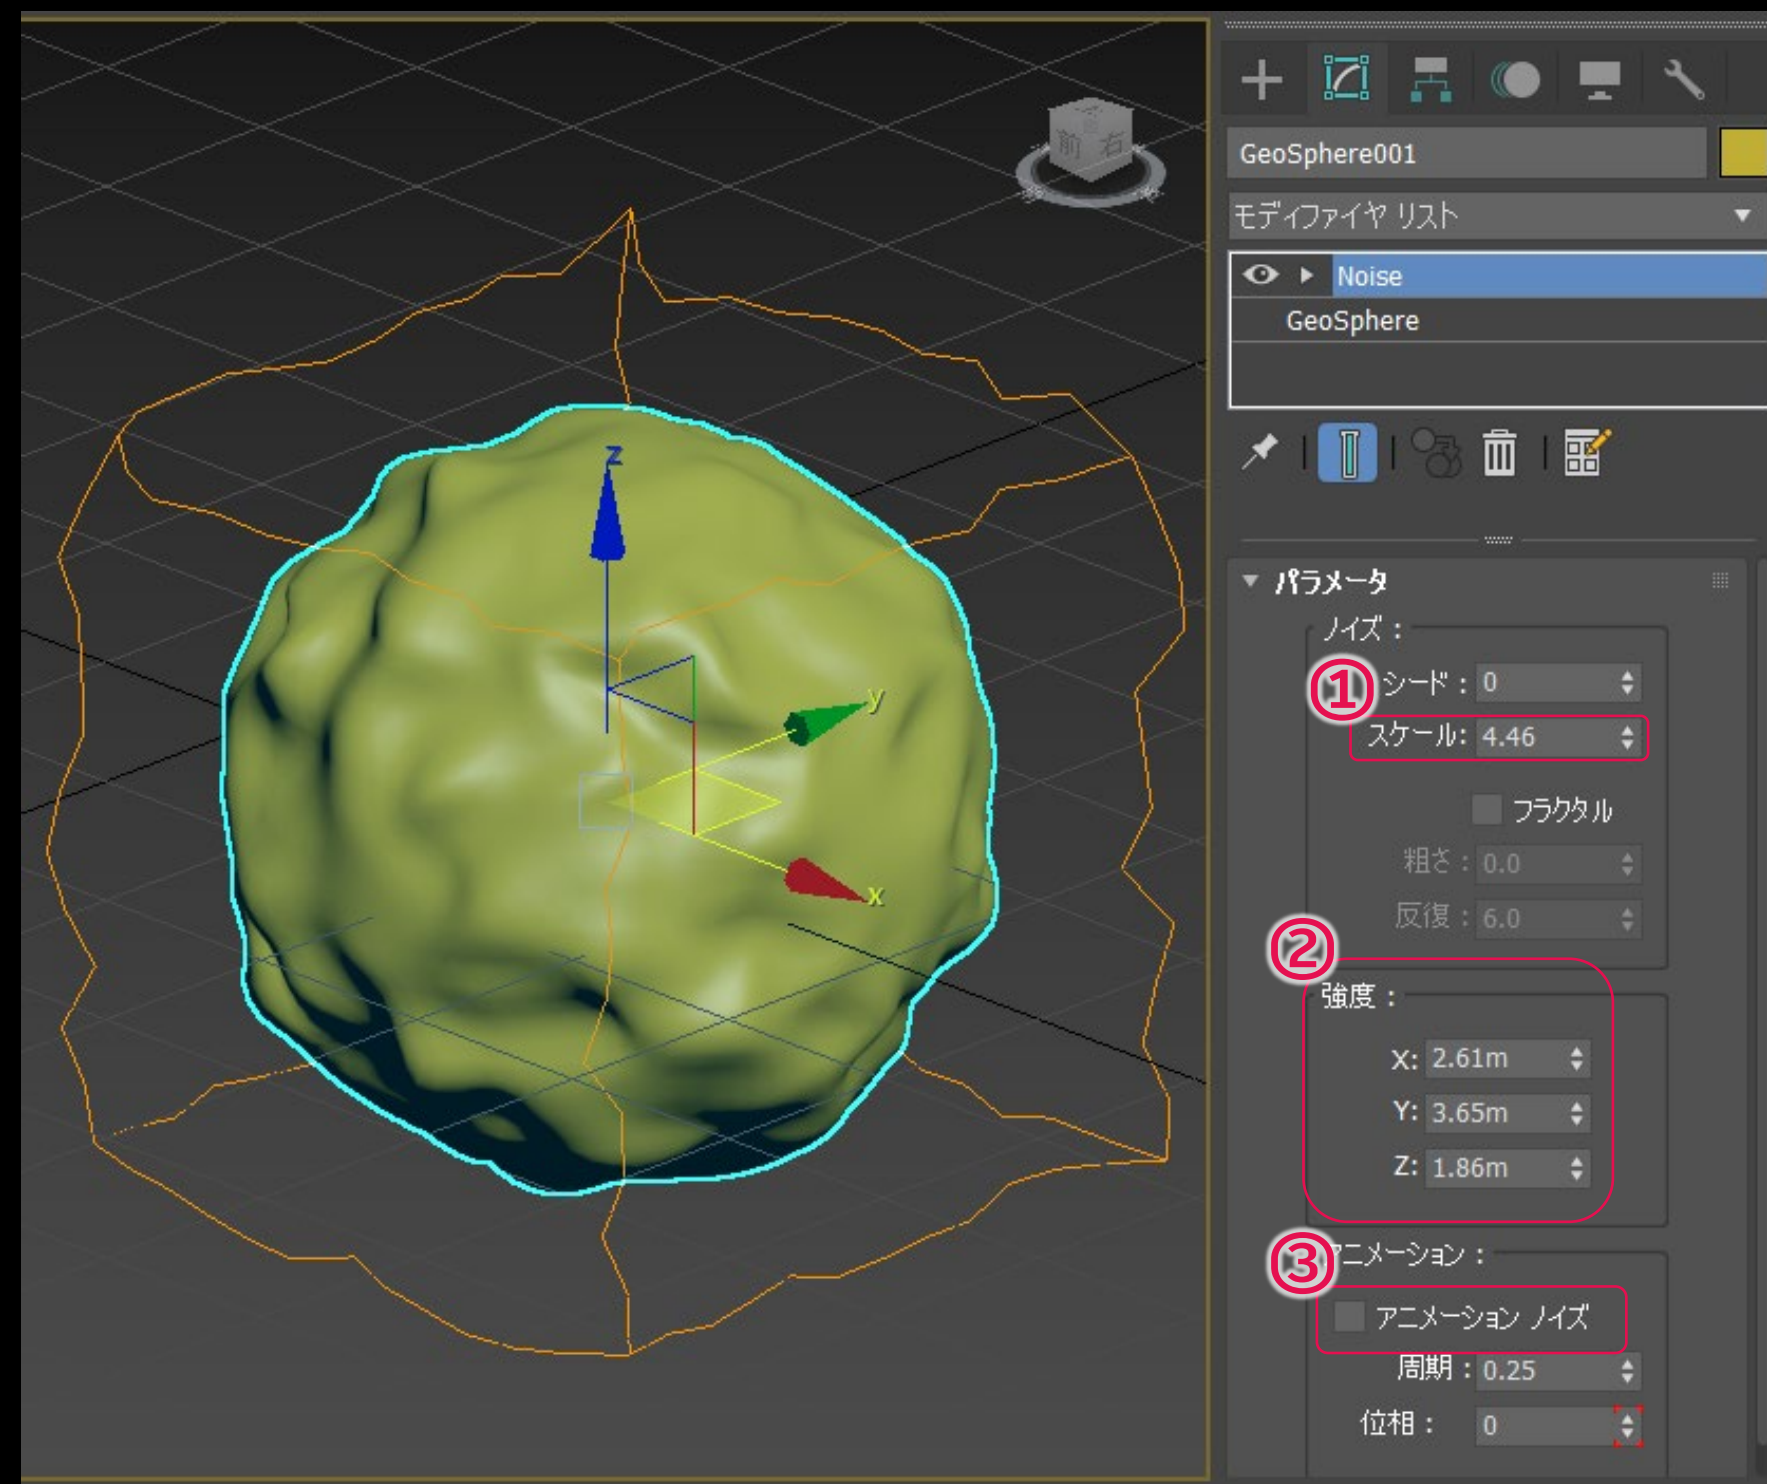 前 右
z
y
x
GeoSphere001
モディファイヤ リスト
Noise
GeoSphere
パラメータ
ノイズ :
①
シード : 0
スケール: 4.46
フラクタル
粗さ : 0.0
反復 : 6.0
②
強度 :
X: 2.61m
Y: 3.65m
Z: 1.86m
③
アニメーション :
アニメーション ノイズ
周期 : 0.25
位相 : 0